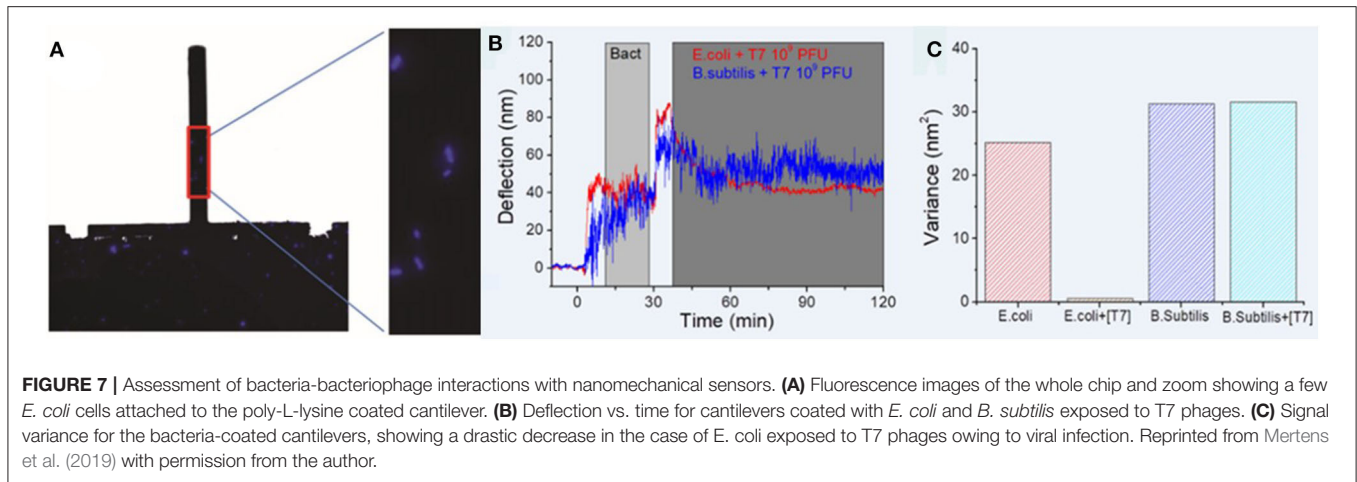 A
B
120
100
80
60
40
20
0
Deflection (nm)
Bact
E.coli + T7 10⁹ PFU
B.subtilis + T7 10⁹ PFU
0
30
60
90
120
Time (min)
C
40
30
20
10
0
Variance (nm²)
E.coli
E.coli+[T7]
B.Subtilis
B.Subtilis+[T7]
FIGURE 7 | Assessment of bacteria-bacteriophage interactions with nanomechanical sensors. (A) Fluorescence images of the whole chip and zoom showing a few
E. coli cells attached to the poly-L-lysine coated cantilever. (B) Deflection vs. time for cantilevers coated with E. coli and B. subtilis exposed to T7 phages. (C) Signal
variance for the bacteria-coated cantilevers, showing a drastic decrease in the case of E. coli exposed to T7 phages owing to viral infection. Reprinted from Mertens
et al. (2019) with permission from the author.